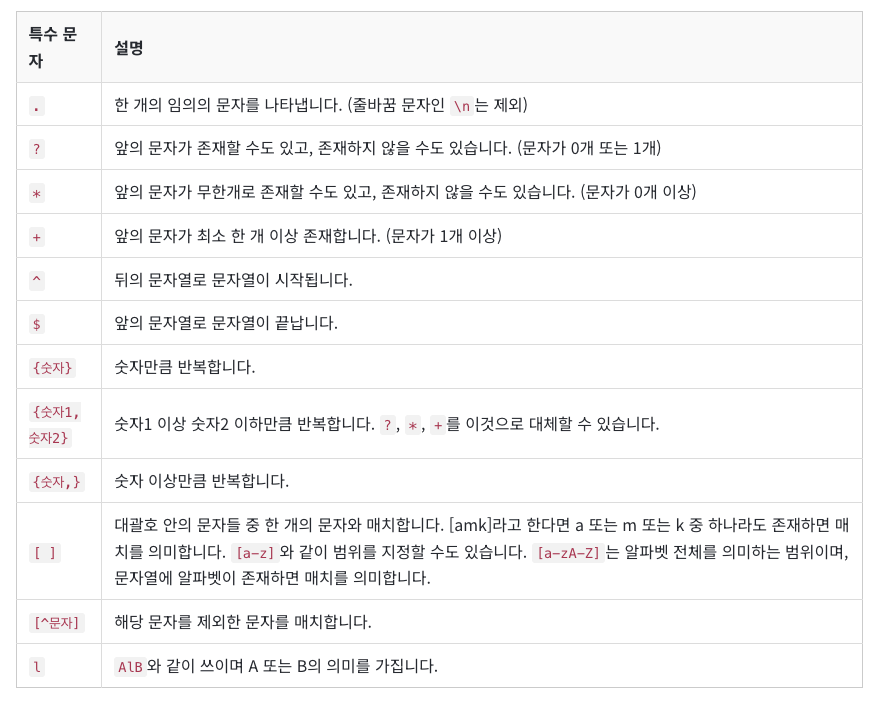 특수 문
자
설명
.
한 개의 임의의 문자를 나타냅니다. (줄바꿈 문자인 \n는 제외)
?
앞의 문자가 존재할 수도 있고, 존재하지 않을 수도 있습니다. (문자가 0개 또는 1개)
*
앞의 문자가 무한개로 존재할 수도 있고, 존재하지 않을 수도 있습니다. (문자가 0개 이상)
+
앞의 문자가 최소 한 개 이상 존재합니다. (문자가 1개 이상)
^
뒤의 문자열로 문자열이 시작됩니다.
$
앞의 문자열로 문자열이 끝납니다.
{숫자}
숫자만큼 반복합니다.
{숫자1,
숫자2}
숫자1 이상 숫자2 이하만큼 반복합니다. ?, *, +를 이것으로 대체할 수 있습니다.
{숫자,}
숫자 이상만큼 반복합니다.
[ ]
대괄호 안의 문자들 중 한 개의 문자와 매치합니다. [amk]라고 한다면 a 또는 m 또는 k 중 하나라도 존재하면 매
치를 의미합니다. [a-z]와 같이 범위를 지정할 수도 있습니다. [a-zA-Z]는 알파벳 전체를 의미하는 범위이며,
문자열에 알파벳이 존재하면 매치를 의미합니다.
[^문자]
해당 문자를 제외한 문자를 매치합니다.
l
AlB와 같이 쓰이며 A 또는 B의 의미를 가집니다.